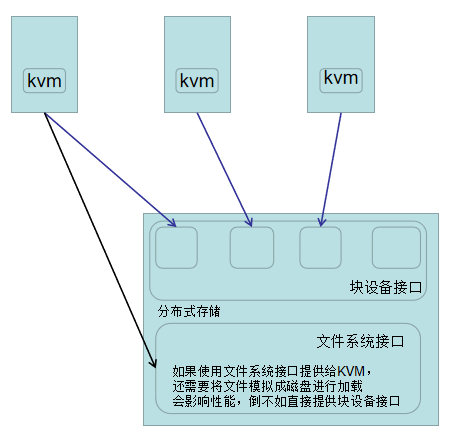 kvm
kvm
kvm
块设备接口
分布式存储
文件系统接口
如果使用文件系统接口提供给KVM，
还需要将文件模拟成磁盘进行加载
会影响性能，倒不如直接提供块设备接口